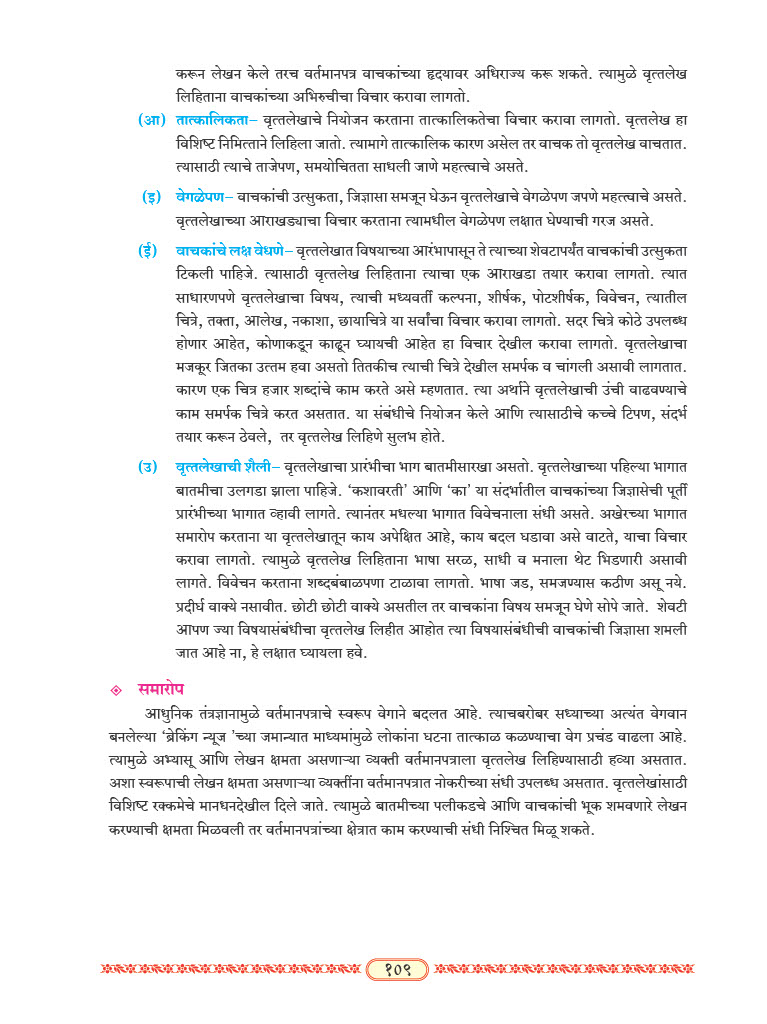 करून लेखन केले तरच वर्तमानपत्र वाचकांच्या हृदयावर अधिराज्य करू शकते. त्यामुळे वृत्तलेख
लिहिताना वाचकांच्या अभिरुचीचा विचार करावा लागतो.
(आ) तात्कालिकता– वृत्तलेखाचे नियोजन करताना तात्कालिकतेचा विचार करावा लागतो. वृत्तलेख हा
विशिष्ट निमित्ताने लिहिला जातो. त्यामागे तात्कालिक कारण असेल तर वाचक तो वृत्तलेख वाचतात.
त्यासाठी त्याचे ताजेपण, समयोचितता साधली जाणे महत्त्वाचे असते.
(इ) वेगळेपण– वाचकांची उत्सुकता, जिज्ञासा समजून घेऊन वृत्तलेखाचे वेगळेपण जपणे महत्त्वाचे असते.
वृत्तलेखाच्या आराखड्याचा विचार करताना त्यामधील वेगळेपण लक्षात घेण्याची गरज असते.
(ई) वाचकांचे लक्ष वेधणे– वृत्तलेखात विषयाच्या आरंभापासून ते त्याच्या शेवटापर्यंत वाचकांची उत्सुकता
टिकली पाहिजे. त्यासाठी वृत्तलेख लिहिताना त्याचा एक आराखडा तयार करावा लागतो. त्यात
साधारणपणे वृत्तलेखाचा विषय, त्याची मध्यवर्ती कल्पना, शीर्षक, पोटशीर्षक, विवेचन, त्यातील
चित्रे, तक्ता, आलेख, नकाशा, छायाचित्रे या सर्वांचा विचार करावा लागतो. सदर चित्रे कोठे उपलब्ध
होणार आहेत, कोणाकडून काढून घ्यायची आहेत हा विचार देखील करावा लागतो. वृत्तलेखाचा
मजकूर जितका उत्तम हवा असतो तितकीच त्याची चित्रे देखील समर्पक व चांगली असावी लागतात.
कारण एक चित्र हजार शब्दांचे काम करते असे म्हणतात. त्या अर्थाने वृत्तलेखाची उंची वाढवण्याचे
काम समर्पक चित्रे करत असतात. या संबंधीचे नियोजन केले आणि त्यासाठीचे कच्चे टिपण, संदर्भ
तयार करून ठेवले, तर वृत्तलेख लिहिणे सुलभ होते.
(उ) वृत्तलेखाची शैली– वृत्तलेखाचा प्रारंभीचा भाग बातमीसारखा असतो. वृत्तलेखाच्या पहिल्या भागात
बातमीचा उलगडा झाला पाहिजे. ‘कशावरती’ आणि ‘का’ या संदर्भातील वाचकांच्या जिज्ञासेची पूर्ती
प्रारंभीच्या भागात व्हावी लागते. त्यानंतर मधल्या भागात विवेचनाला संधी असते. अखेरच्या भागात
समारोप करताना या वृत्तलेखातून काय अपेक्षित आहे, काय बदल घडावा असे वाटते, याचा विचार
करावा लागतो. त्यामुळे वृत्तलेख लिहिताना भाषा सरळ, साधी व मनाला थेट भिडणारी असावी
लागते. विवेचन करताना शब्दबंबाळपणा टाळावा लागतो. भाषा जड, समजण्यास कठीण असू नये.
प्रदीर्घ वाक्ये नसावीत. छोटी छोटी वाक्ये असतील तर वाचकांना विषय समजून घेणे सोपे जाते. शेवटी
आपण ज्या विषयासंबंधीचा वृत्तलेख लिहीत आहोत त्या विषयासंबंधीची वाचकांची जिज्ञासा शमली
जात आहे ना, हे लक्षात घ्यायला हवे.
समारोप
आधुनिक तंत्रज्ञानामुळे वर्तमानपत्राचे स्वरूप वेगाने बदलत आहे. त्याचबरोबर सध्याच्या अत्यंत वेगवान
बनलेल्या ‘ब्रेकिंग न्यूज ’च्या जमान्यात माध्यमांमुळे लोकांना घटना तात्काळ कळण्याचा वेग प्रचंड वाढला आहे.
त्यामुळे अभ्यासू आणि लेखन क्षमता असणाऱ्या व्यक्ती वर्तमानपत्राला वृत्तलेख लिहिण्यासाठी हव्या असतात.
अशा स्वरूपाची लेखन क्षमता असणाऱ्या व्यक्तींना वर्तमानपत्रात नोकरीच्या संधी उपलब्ध असतात. वृत्तलेखांसाठी
विशिष्ट रक्कमेचे मानधनदेखील दिले जाते. त्यामुळे बातमीच्या पलीकडचे आणि वाचकांची भूक शमवणारे लेखन
करण्याची क्षमता मिळवली तर वर्तमानपत्रांच्या क्षेत्रात काम करण्याची संधी निश्चित मिळू शकते.
१०९